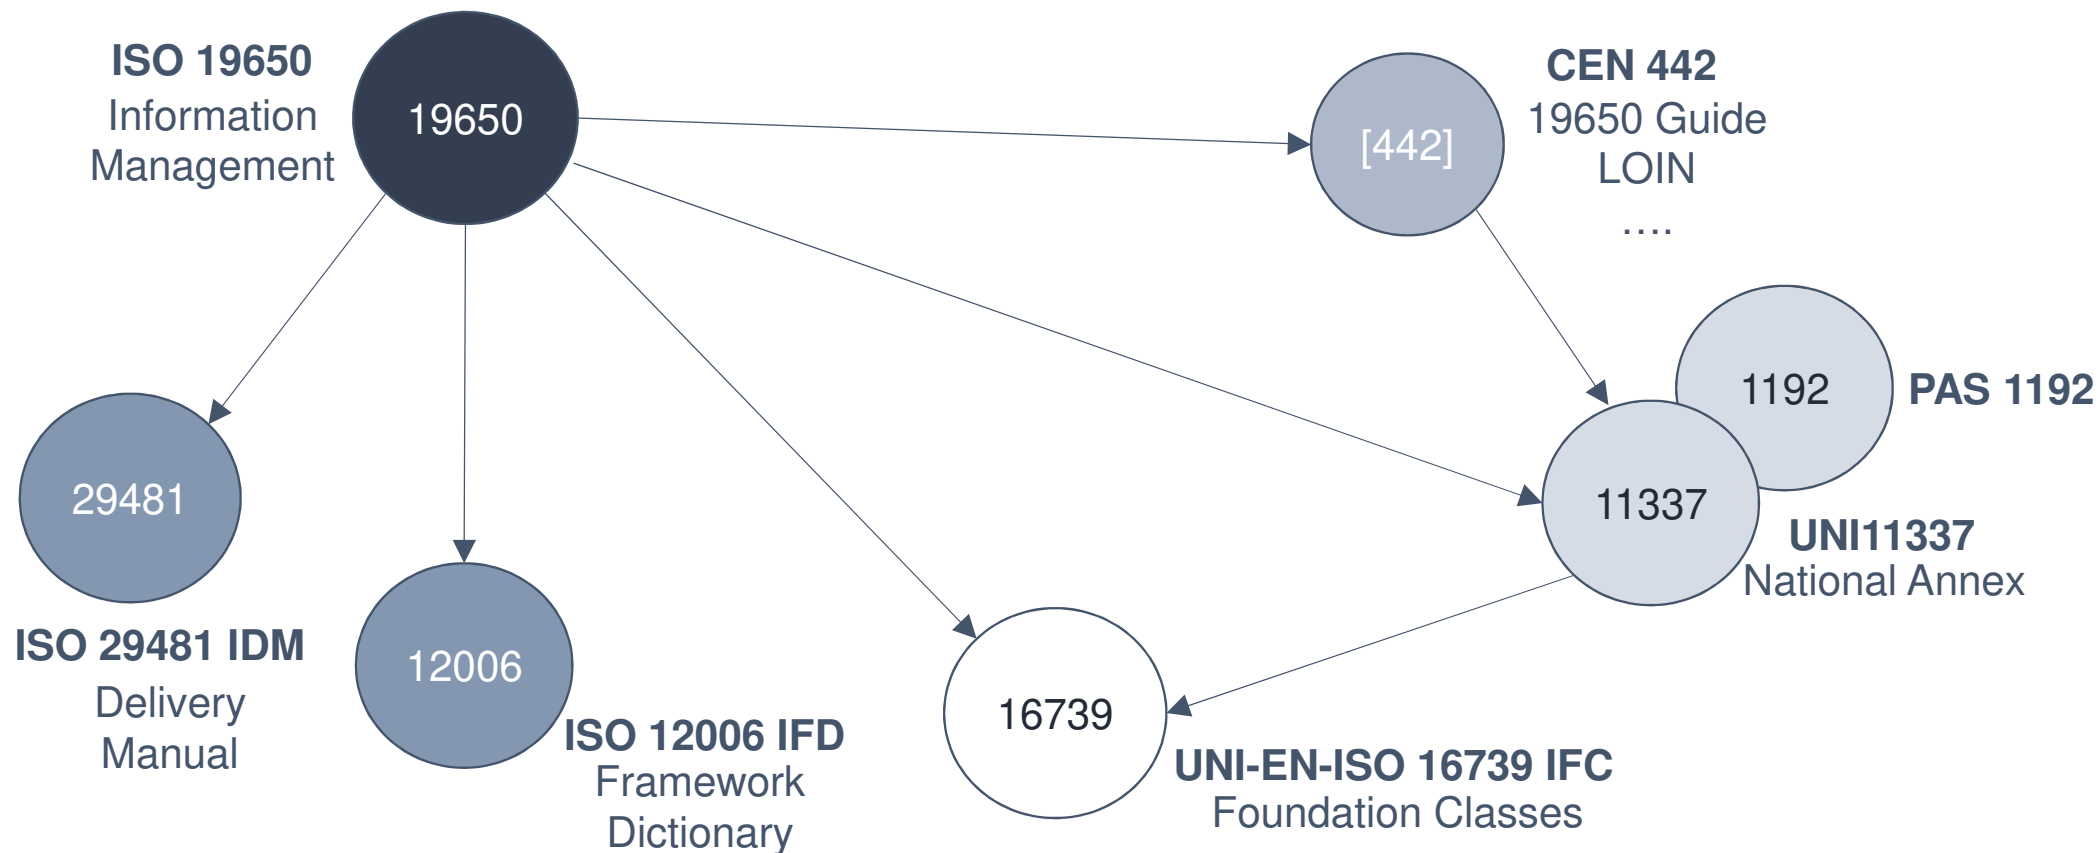 ISO 19650
Information
Management
19650
[442]
CEN 442
19650 Guide
LOIN
....
1192
PAS 1192
11337
UNI11337
National Annex
29481
ISO 29481 IDM
Delivery
Manual
12006
ISO 12006 IFD
Framework
Dictionary
16739
UNI-EN-ISO 16739 IFC
Foundation Classes